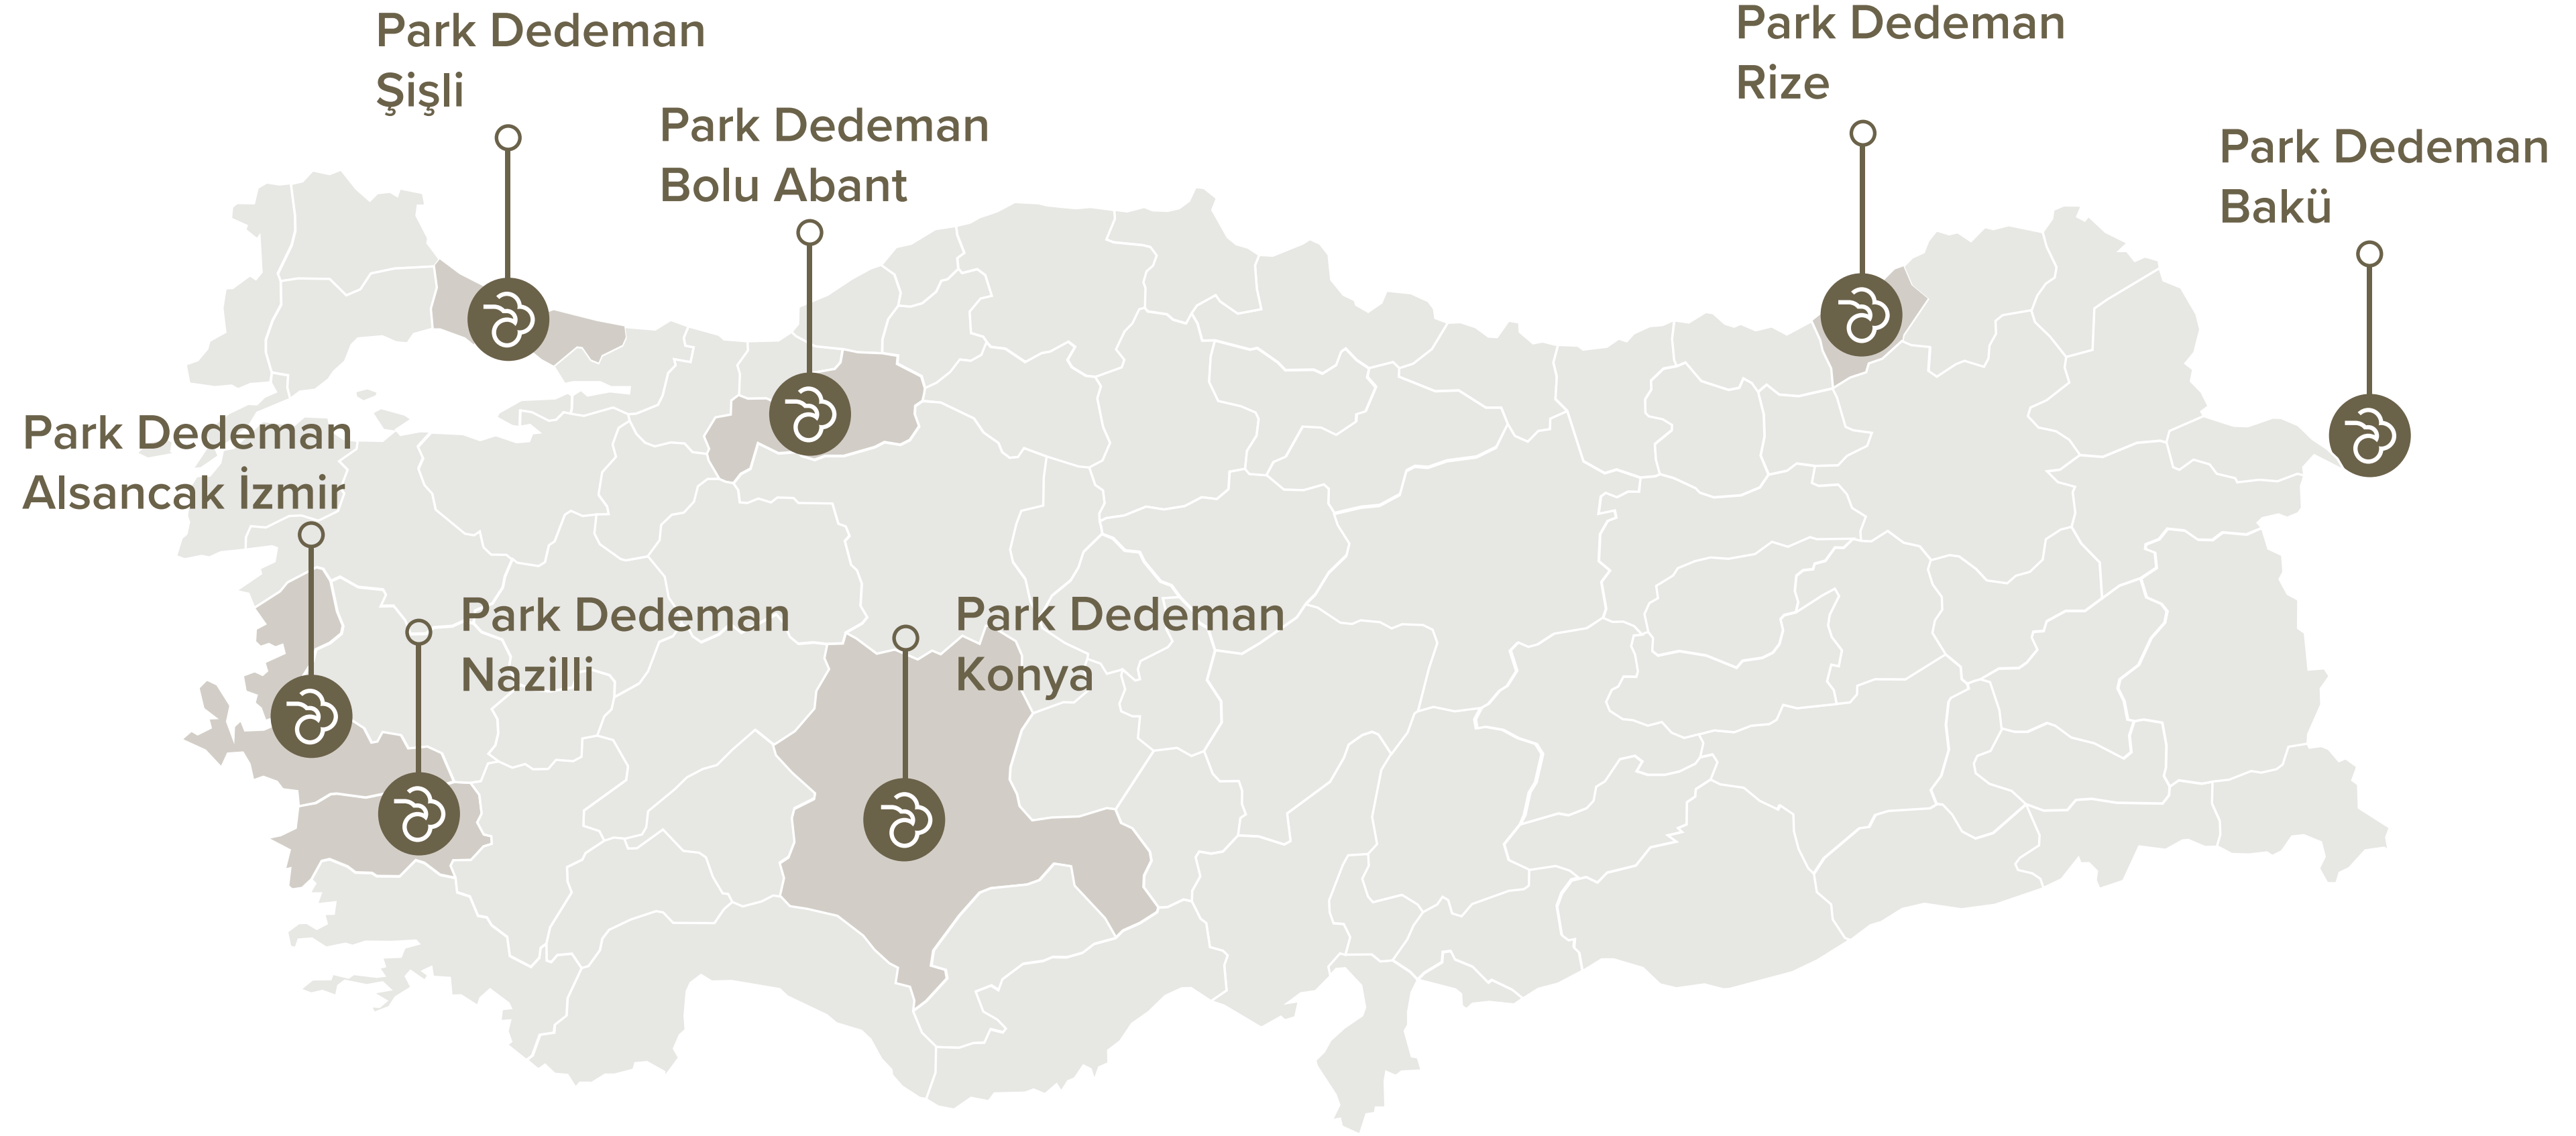 Park Dedeman
Şişli
Park Dedeman
Bolu Abant
Park Dedeman
Rize
Park Dedeman
Bakü
Park Dedeman
Alsancak İzmir
Park Dedeman
Nazilli
Park Dedeman
Konya